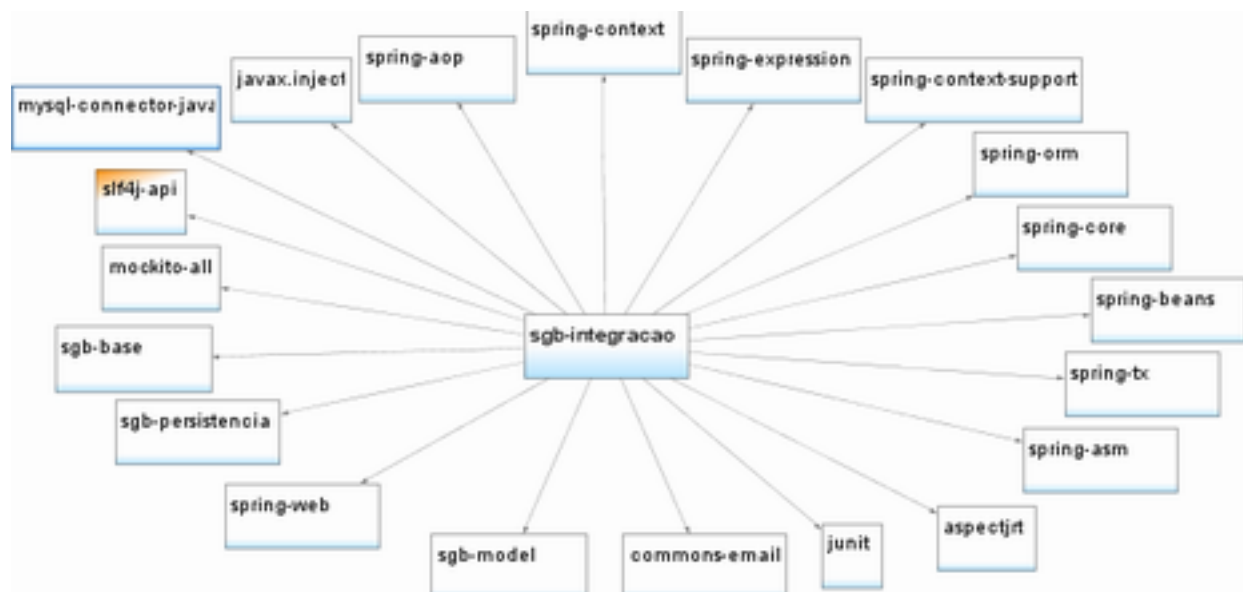 spring-context
spring-aop
spring-expression
javax.inject
spring-context-support
mysql-connector-java
spring-orm
slf4j-api
spring-core
mockito-all
spring-beans
sgb-integracao
sgb-base
spring-tx
sgb-persistencia
spring-asm
spring-web
aspectjrt
junit
sgb-model
commons-email